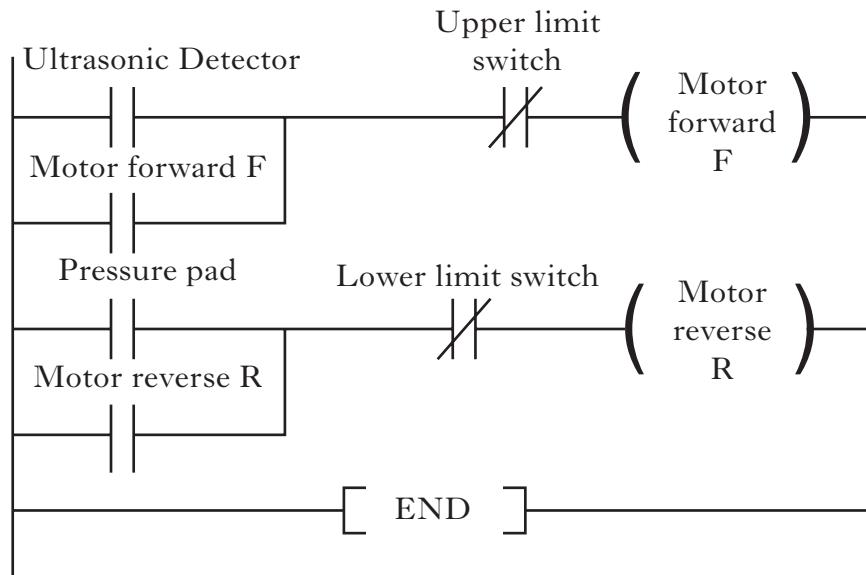 Ultrasonic Detector
Upper limit
switch
Motor
forward
F
Motor forward F
Pressure pad
Lower limit switch
Motor
reverse
R
Motor reverse R
END